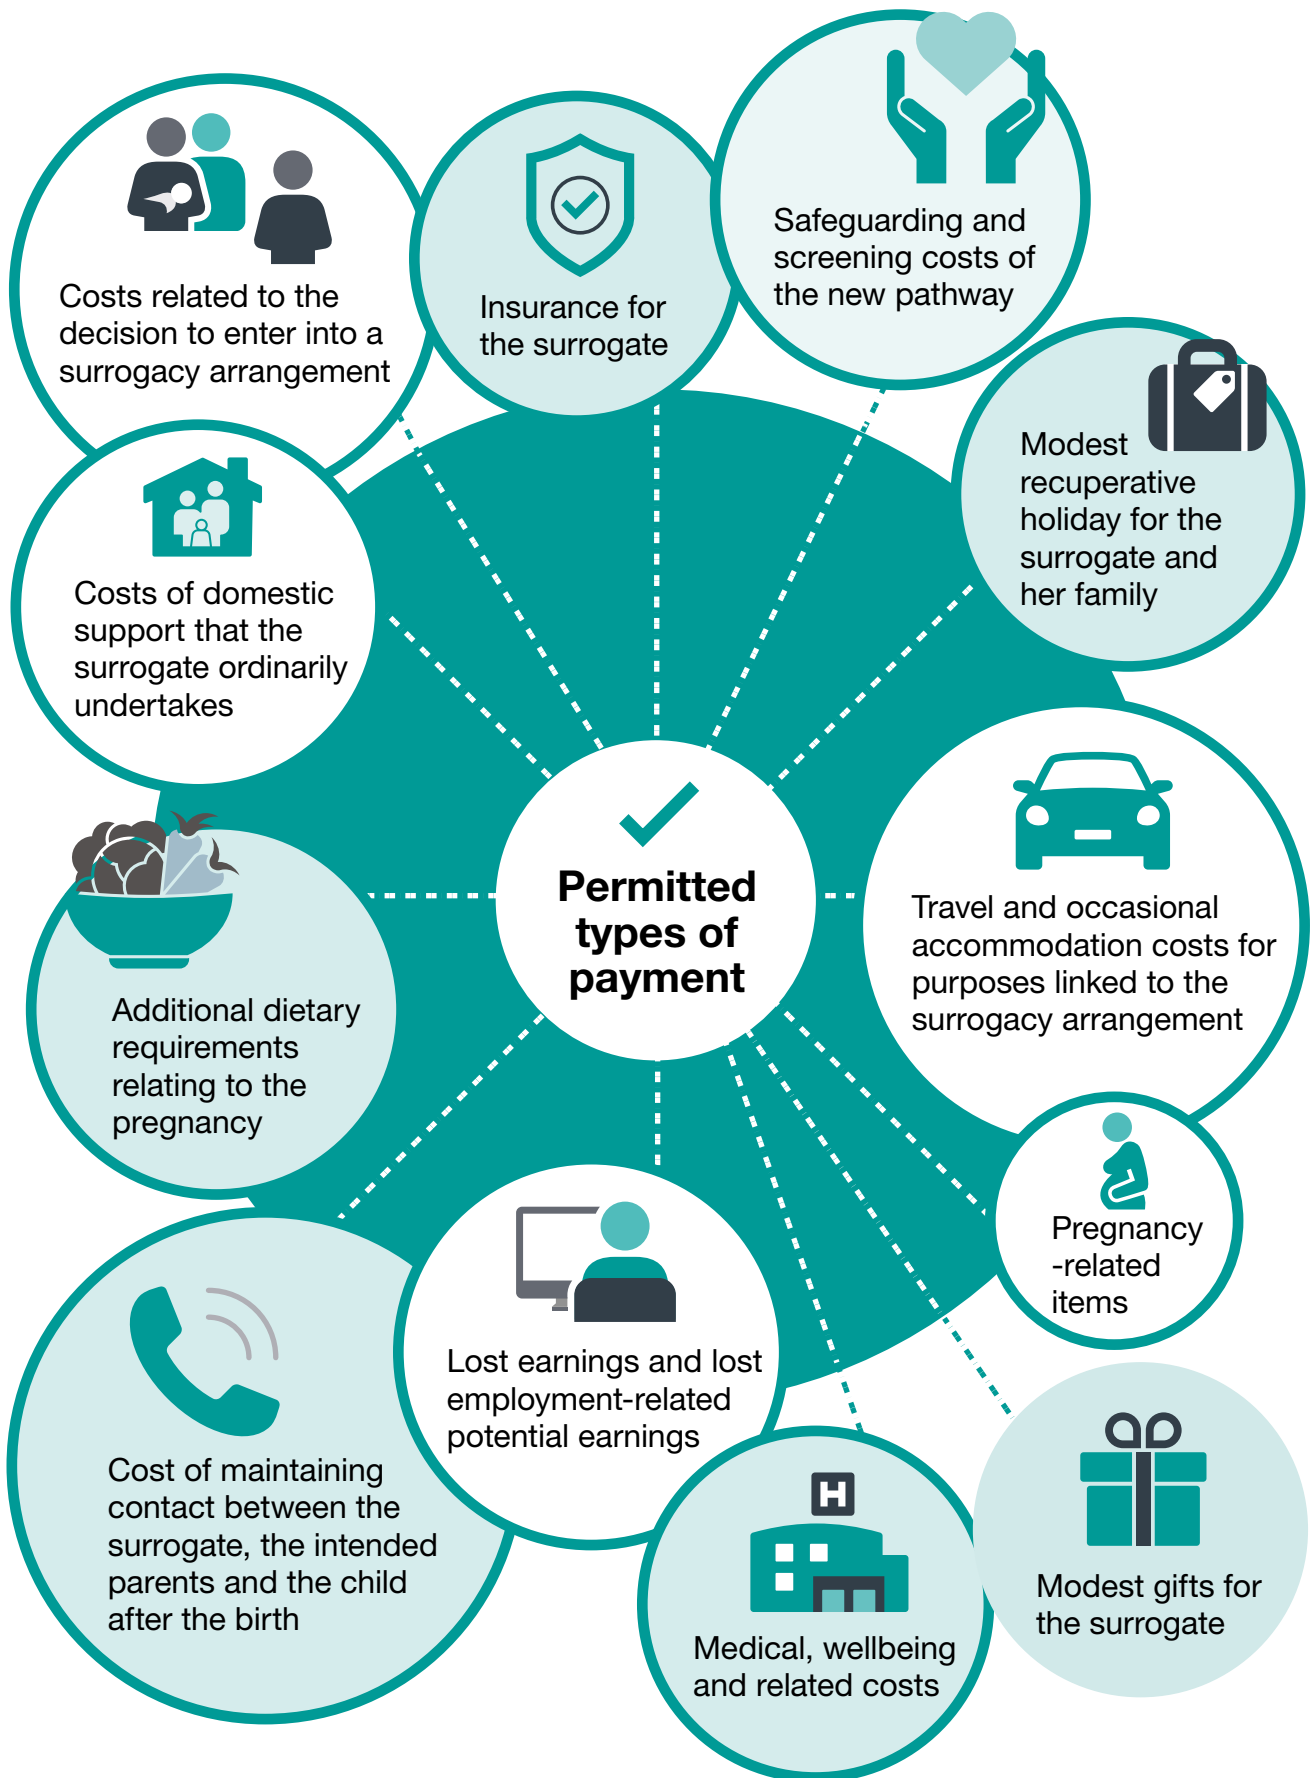 Costs related to the
decision to enter into a
surrogacy arrangement
Insurance for
the surrogate
Safeguarding and
screening costs of
the new pathway
Modest
recuperative
holiday for the
surrogate and
her family
Costs of domestic
support that the
surrogate ordinarily
undertakes
Permitted
types of
payment
Travel and occasional
accommodation costs for
purposes linked to the
surrogacy arrangement
Additional dietary
requirements
relating to the
pregnancy
Pregnancy
-related
items
Lost earnings and lost
employment-related
potential earnings
Cost of maintaining
contact between the
surrogate, the intended
parents and the child
after the birth
H
Medical, wellbeing
and related costs
Modest gifts for
the surrogate